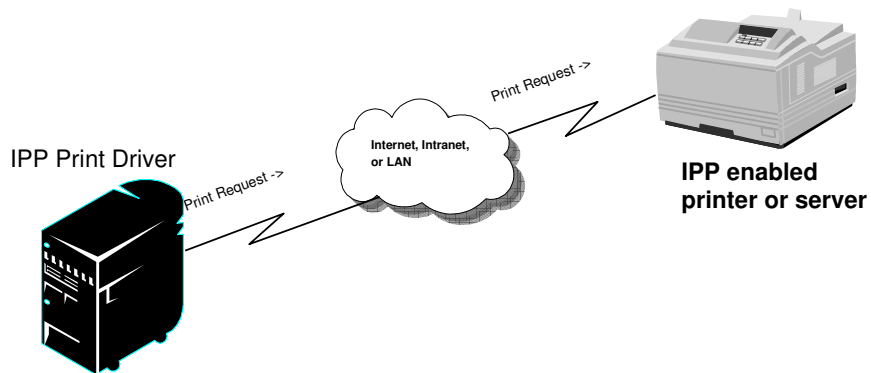 IPP Print Driver
Print Request ->
Internet, Intranet,
or LAN
Print Request ->
IPP enabled
printer or server